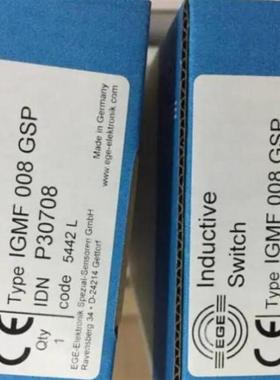 Type IGMF 008 GSP
IDN P30708
Qty code 5442 L
1
Made in Germany
www.ege-elektronik.com
EGE-Elektronik Spezial-Sensoren GmbH
Ravensberg 34 • D-24214 Gettorf
CE
EGE
Inductive
Switch
CE
Type IGMF 008 GSP